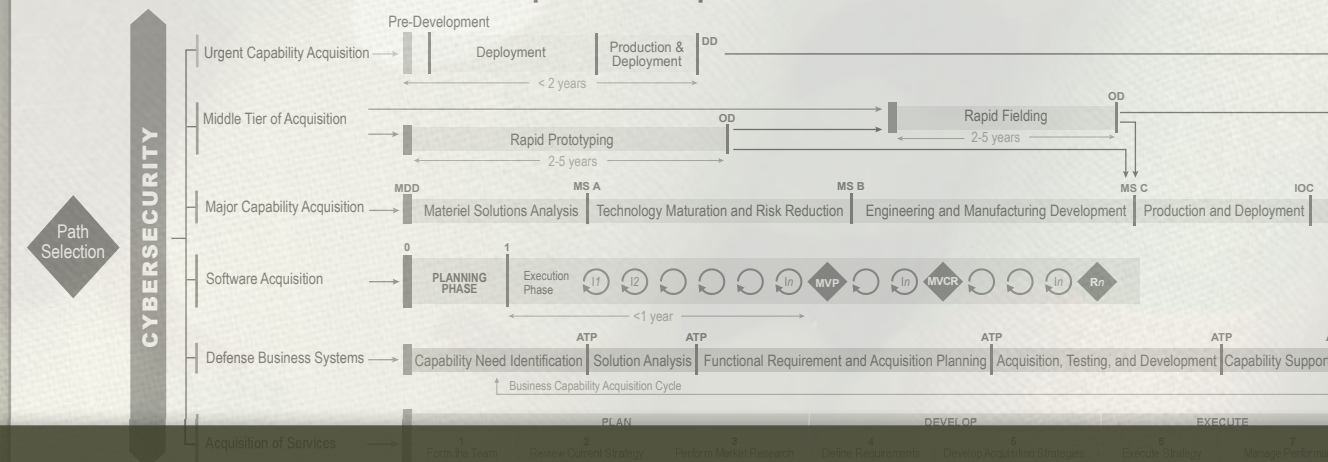 Pre-Development
Urgent Capability Acquisition
Deployment
Production &
Deployment
DD
< 2 years
Middle Tier of Acquisition
Rapid Fielding
OD
2-5 years
Rapid Prototyping
OD
2-5 years
MDD
MS A
MS B
MS C
IOC
Major Capability Acquisition
Materiel Solutions Analysis
Technology Maturation and Risk Reduction
Engineering and Manufacturing Development
Production and Deployment
Path
Selection
CYBERSECURITY
0
1
Software Acquisition
PLANNING
PHASE
Execution
Phase
I1
I2
In
MVP
In
MVCR
In
Rn
<1 year
ATP
ATP
ATP
ATP
Defense Business Systems
Capability Need Identification
Solution Analysis
Functional Requirement and Acquisition Planning
Acquisition, Testing, and Development
Capability Suppor
Business Capability Acquisition Cycle
PLAN
DEVELOP
EXECUTE
Acquisition of Services
1
2
3
4
5
6
7
Form the Team
Review Current Strategy
Perform Market Research
Define Requirements
Develop Acquisition Strategies
Execute Strategy